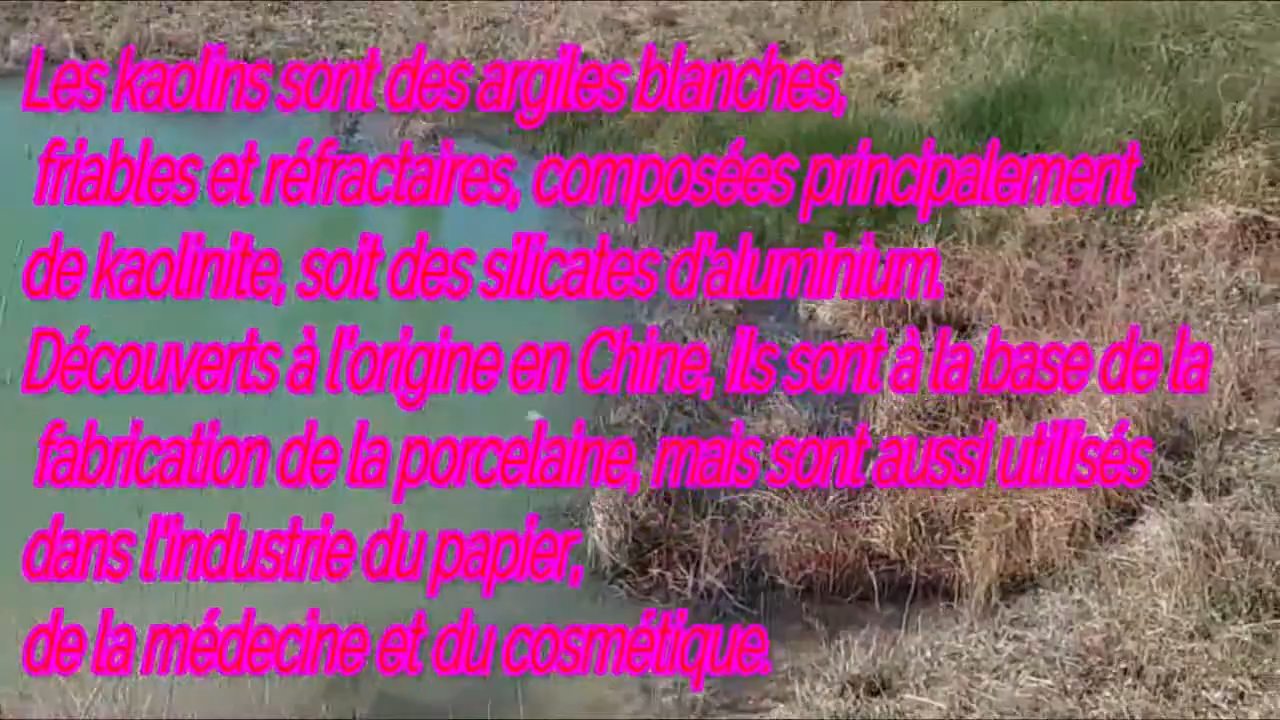 Les kaolins sont des argiles blanches,
friables et réfractaires, composées principalement
de kaolinite, soit des silicates d'aluminium.
Découverts à l'origine en Chine, Ils sont à la base de la
fabrication de la porcelaine, mais sont aussi utilisés
dans l'industrie du papier,
de la médecine et du cosmétique.